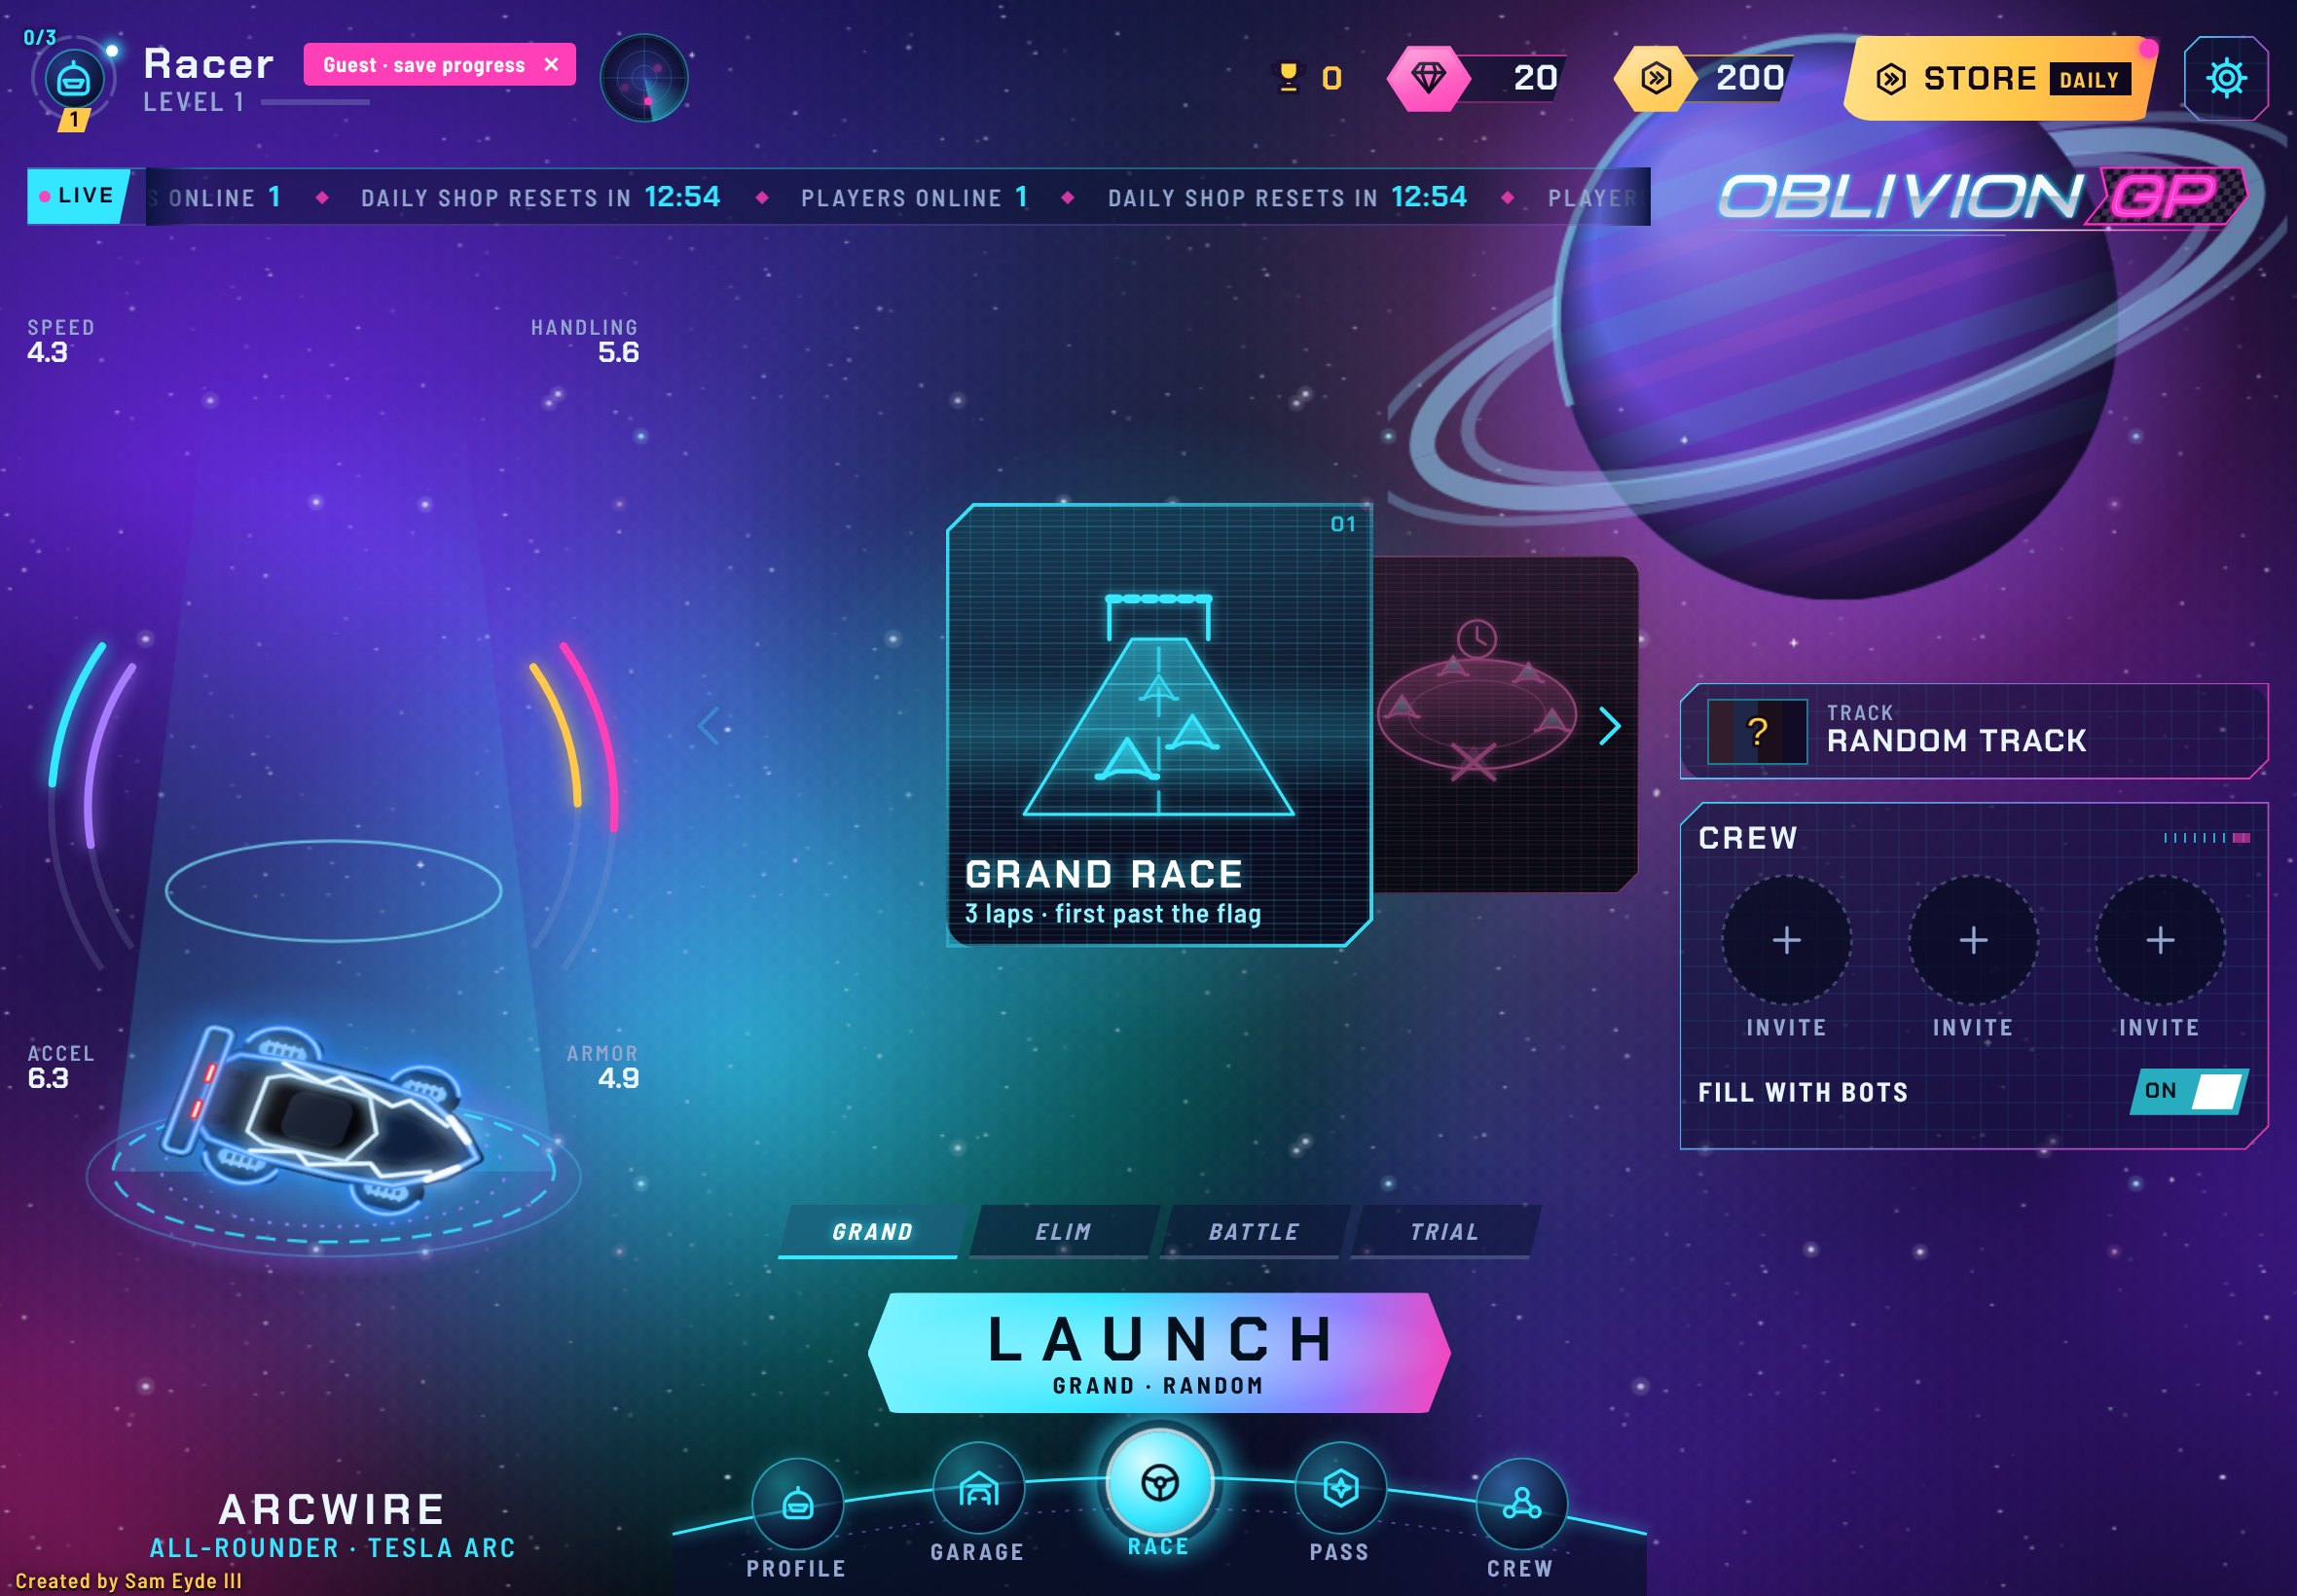 0/3
1
Racer
LEVEL 1
Guest · save progress ✕
0
20
200
STORE DAILY
LIVE
S ONLINE 1 ◆ DAILY SHOP RESETS IN 12:54 ◆ PLAYERS ONLINE 1 ◆ DAILY SHOP RESETS IN 12:54 ◆ PLAYERS
OBLIVION GP
SPEED
4.3
HANDLING
5.6
ACCEL
6.3
ARMOR
4.9
01
GRAND RACE
3 laps · first past the flag
?
TRACK
RANDOM TRACK
CREW
INVITE
INVITE
INVITE
FILL WITH BOTS
ON
GRAND
ELIM
BATTLE
TRIAL
LAUNCH
GRAND · RANDOM
ARCWIRE
ALL-ROUNDER · TESLA ARC
Created by Sam Eyde III
PROFILE
GARAGE
RACE
PASS
CREW